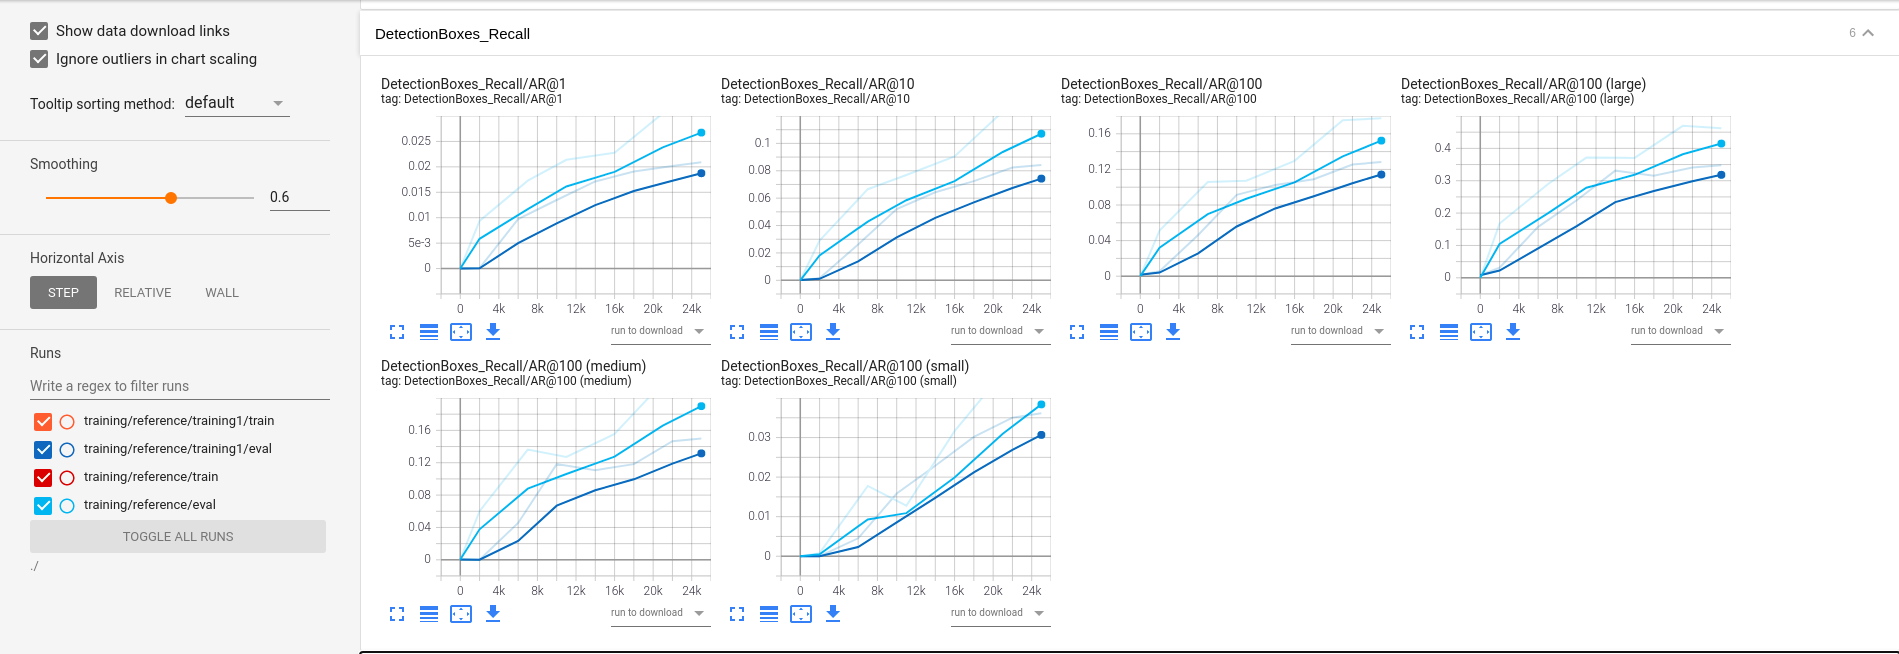 Show data download links
Ignore outliers in chart scaling
Tooltip sorting method: default
Smoothing
0.6
Horizontal Axis
STEP RELATIVE WALL
Runs
Write a regex to filter runs
training/reference/training1/train
training/reference/training1/eval
training/reference/train
training/reference/eval
TOGGLE ALL RUNS
./
DetectionBoxes_Recall
6
DetectionBoxes_Recall/AR@1
tag: DetectionBoxes_Recall/AR@1
0.025
0.02
0.015
0.01
5e-3
0
0 4k 8k 12k 16k 20k 24k
run to download
DetectionBoxes_Recall/AR@10
tag: DetectionBoxes_Recall/AR@10
0.1
0.08
0.06
0.04
0.02
0
0 4k 8k 12k 16k 20k 24k
run to download
DetectionBoxes_Recall/AR@100
tag: DetectionBoxes_Recall/AR@100
0.16
0.12
0.08
0.04
0
0 4k 8k 12k 16k 20k 24k
run to download
DetectionBoxes_Recall/AR@100 (large)
tag: DetectionBoxes_Recall/AR@100 (large)
0.4
0.3
0.2
0.1
0
0 4k 8k 12k 16k 20k 24k
run to download
DetectionBoxes_Recall/AR@100 (medium)
tag: DetectionBoxes_Recall/AR@100 (medium)
0.16
0.12
0.08
0.04
0
0 4k 8k 12k 16k 20k 24k
run to download
DetectionBoxes_Recall/AR@100 (small)
tag: DetectionBoxes_Recall/AR@100 (small)
0.03
0.02
0.01
0
0 4k 8k 12k 16k 20k 24k
run to download